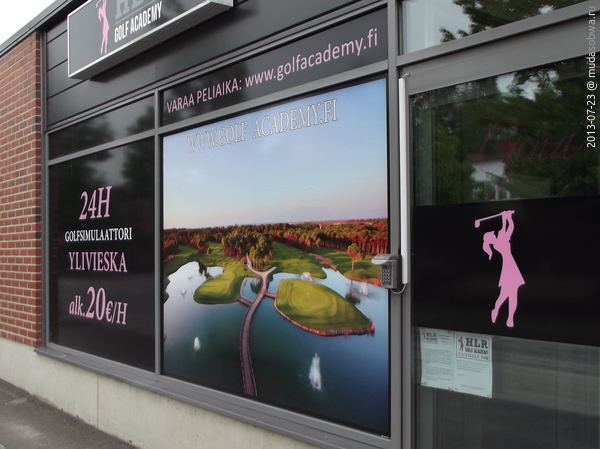 HLR
GOLF ACADEMY
VARAA PELIAIKA: www.golfacademy.fi
WWW.GOLF ACADEMY.FI
24H
GOLFSIMULAATTORI
YLIVIESKA
alk.20€/H
HLR
GOLF ACADEMY
2013-07-23 @ mudasobwa.ru